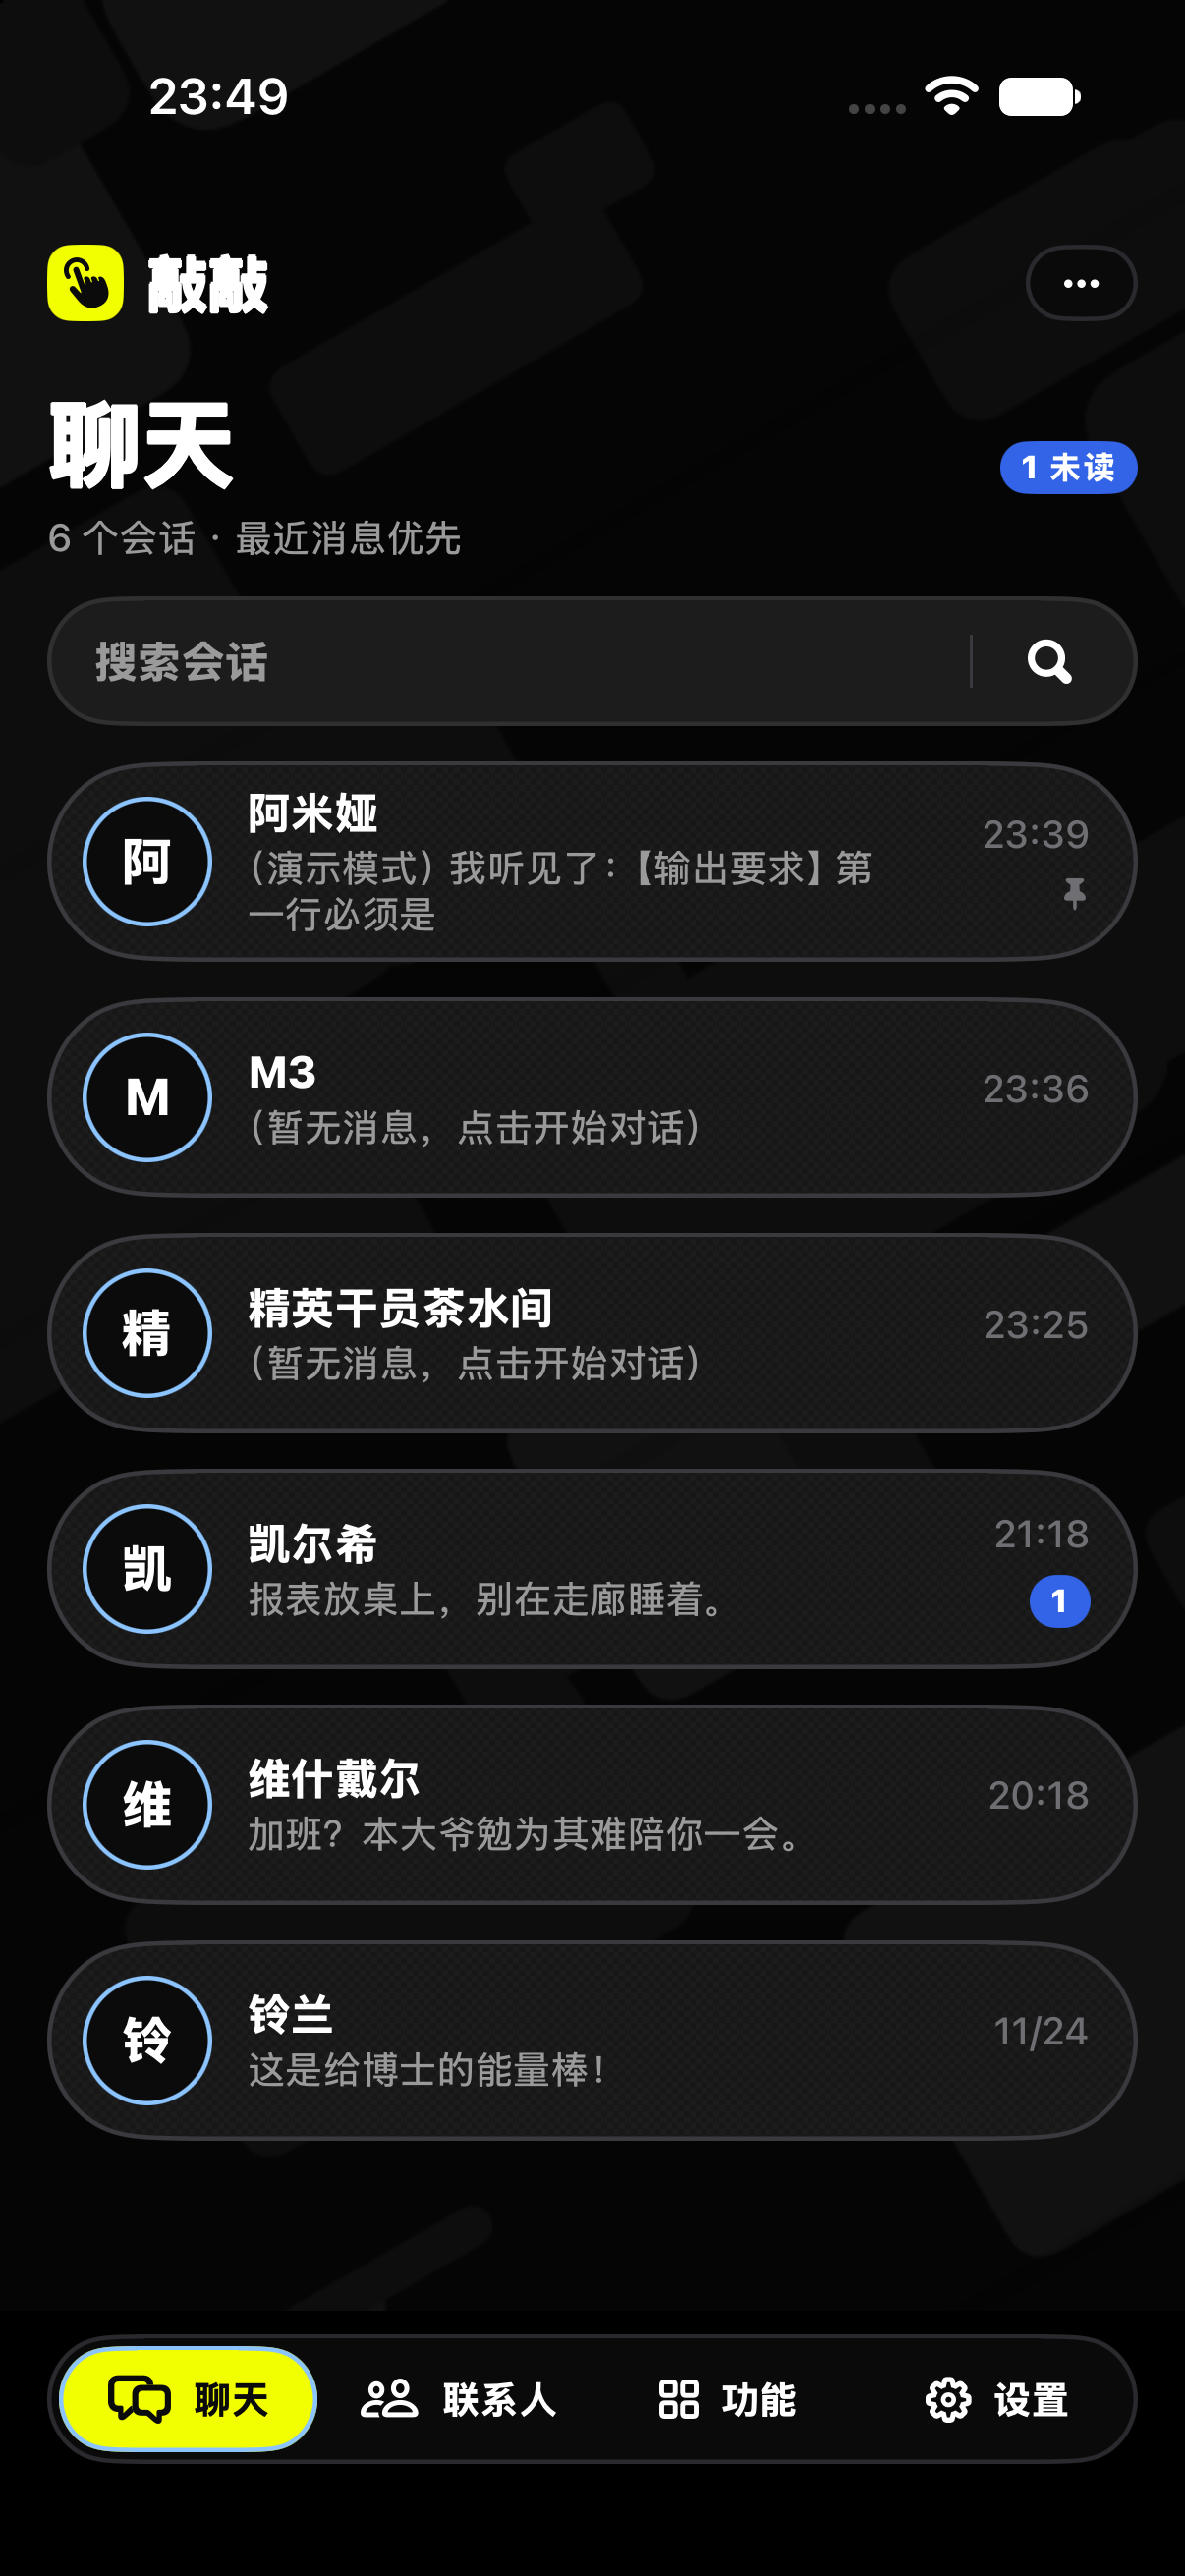 23:49
敲敲
聊天
1 未读
6 个会话 · 最近消息优先
搜索会话
阿
阿米娅
23:39
（演示模式）我听见了：【输出要求】第
一行必须是
M
M3
23:36
（暂无消息，点击开始对话）
精
精英干员茶水间
23:25
（暂无消息，点击开始对话）
凯
凯尔希
21:18
报表放桌上，别在走廊睡着。
1
维
维什戴尔
20:18
加班？本大爷勉为其难陪你一会。
铃
铃兰
11/24
这是给博士的能量棒！
聊天 联系人 功能 设置